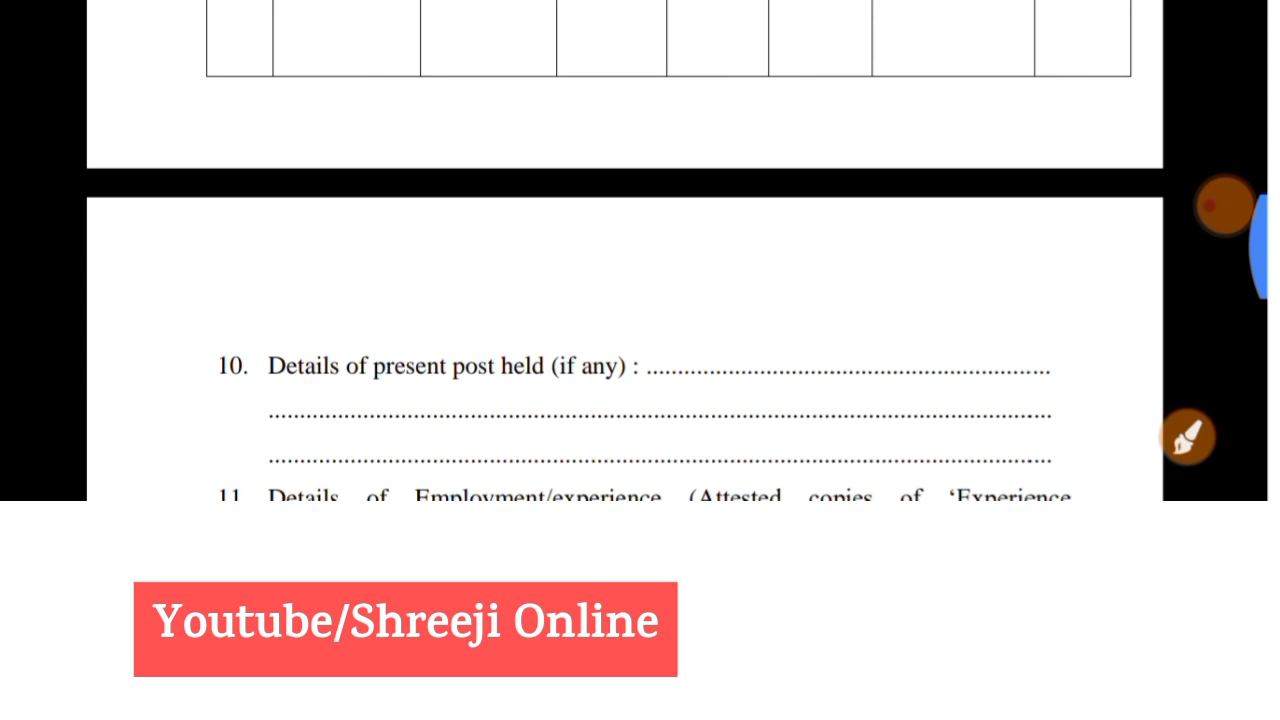 10. Details of present post held (if any) : ................................................................
............................................................................................................................
............................................................................................................................
11 Details of Employment/experience (Attested copies of ‘Experience
Youtube/Shreeji Online